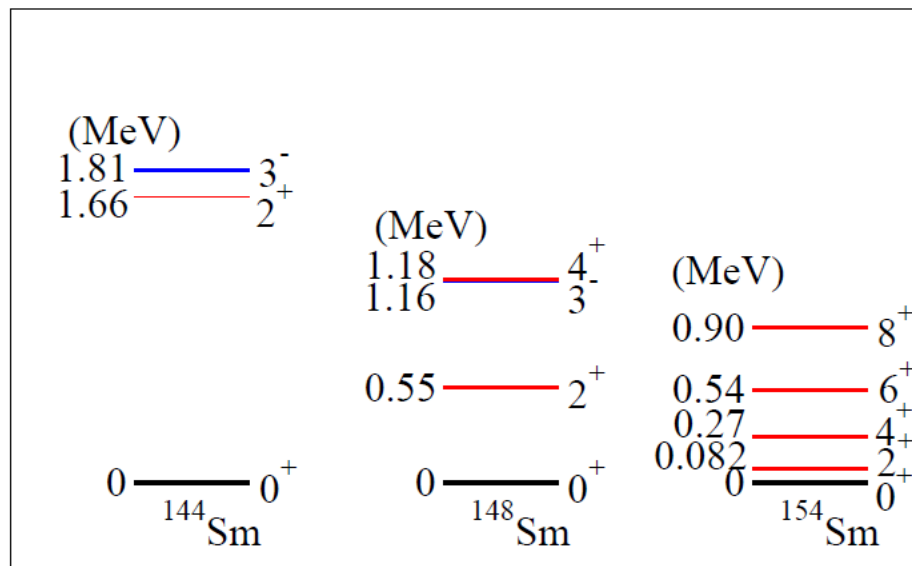 (MeV)
1.81 3⁻
1.66 2⁺
0 0⁺
¹⁴⁴Sm
(MeV)
1.18 4⁺
1.16 3⁻
0.55 2⁺
0 0⁺
¹⁴⁸Sm
(MeV)
0.90 8⁺
0.54 6⁺
0.27 4⁺
0.082 2⁺
0 0⁺
¹⁵⁴Sm